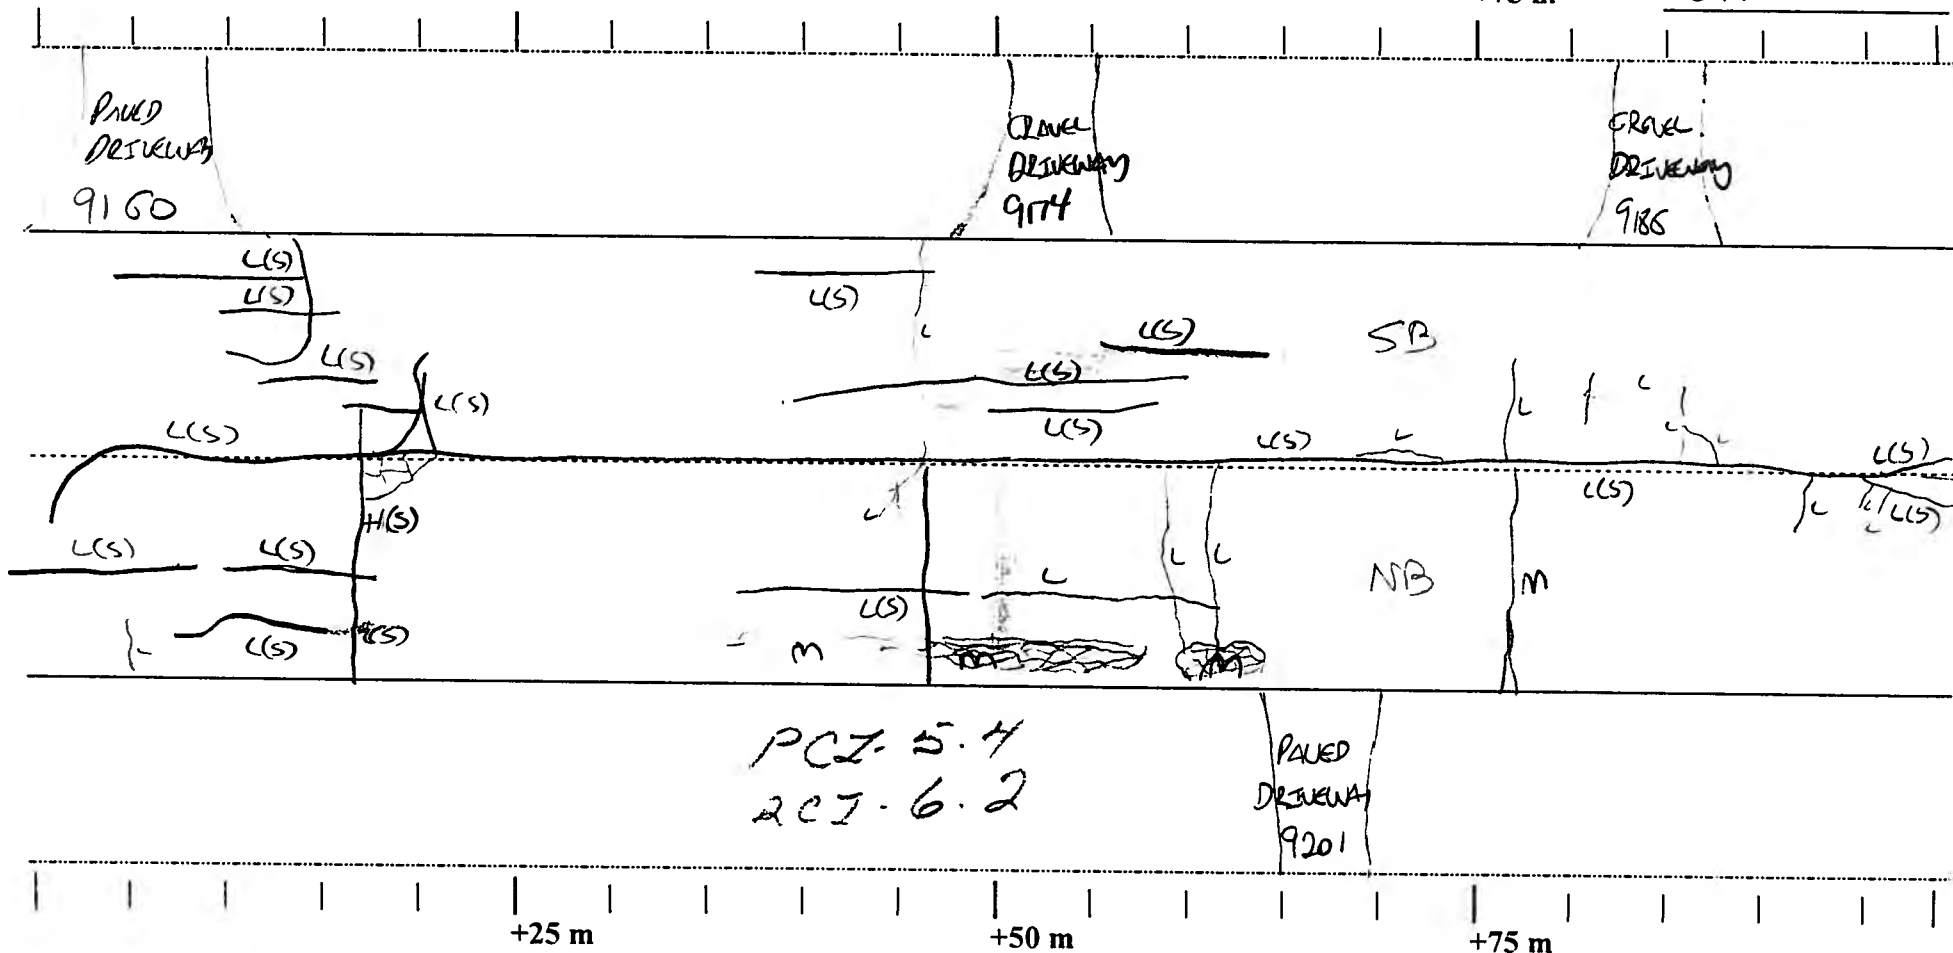 PAVED
DRIVEWAY
9160
GRAVEL
DRIVEWAY
9174
GRAVEL
DRIVEWAY
9186
L(S)
L(S)
L(S)
L(S)
L(S)
L(S)
L
L(S)
L(S)
L(S)
SB
L(S)
L
L
L
L
L
L(S)
L(S)
H(S)
L
L
L
L(S)
L(S)
L(S)
L
L(S)
L
L
L
NB
M
L
L(S)
L(S)
M
M
M
PCI- 5.4
RCI- 6.2
PAVED
DRIVEWAY
9201
+25 m
+50 m
+75 m